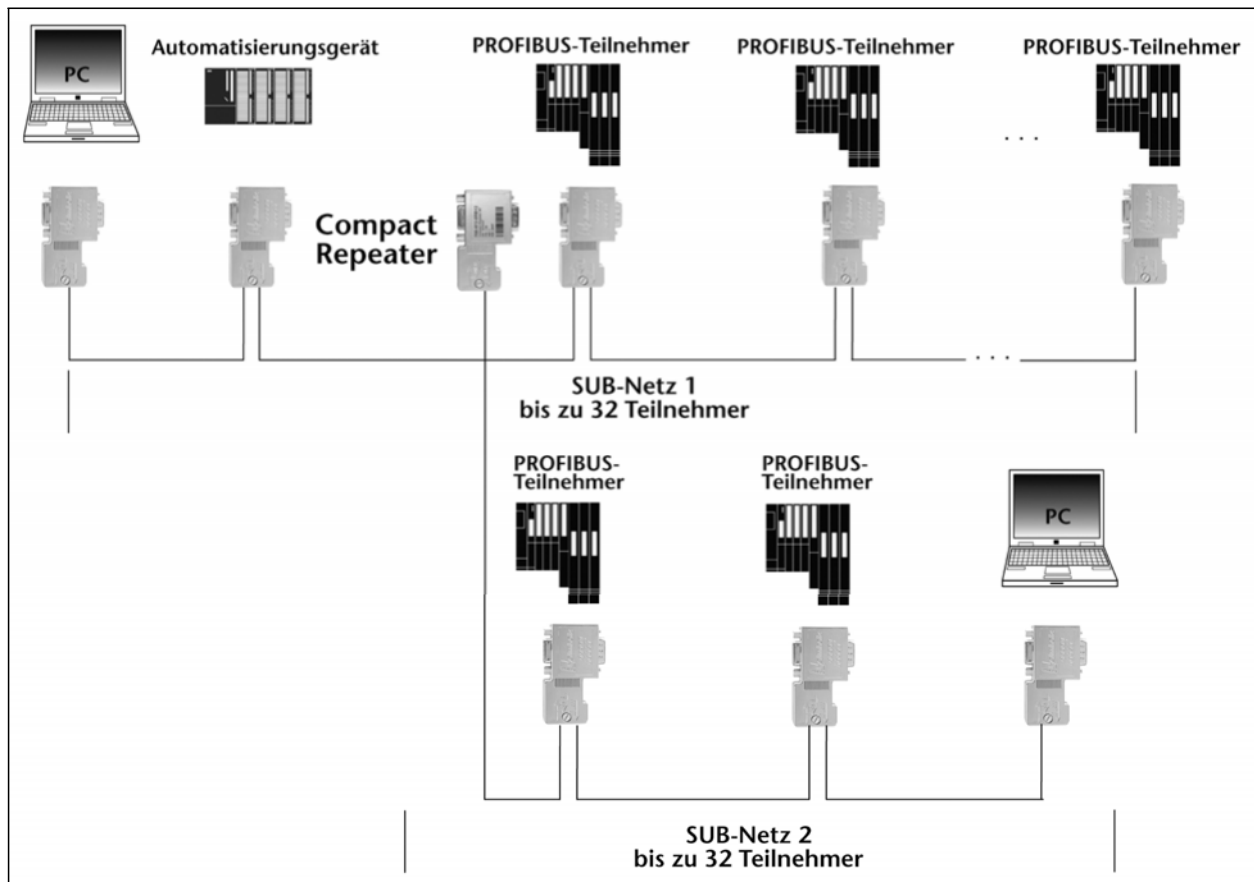 PC
Automatisierungsgerät
PROFIBUS-Teilnehmer
PROFIBUS-Teilnehmer
PROFIBUS-Teilnehmer
. . .
Compact
Repeater
. . .
SUB-Netz 1
bis zu 32 Teilnehmer
PROFIBUS-
Teilnehmer
PROFIBUS-
Teilnehmer
PC
SUB-Netz 2
bis zu 32 Teilnehmer